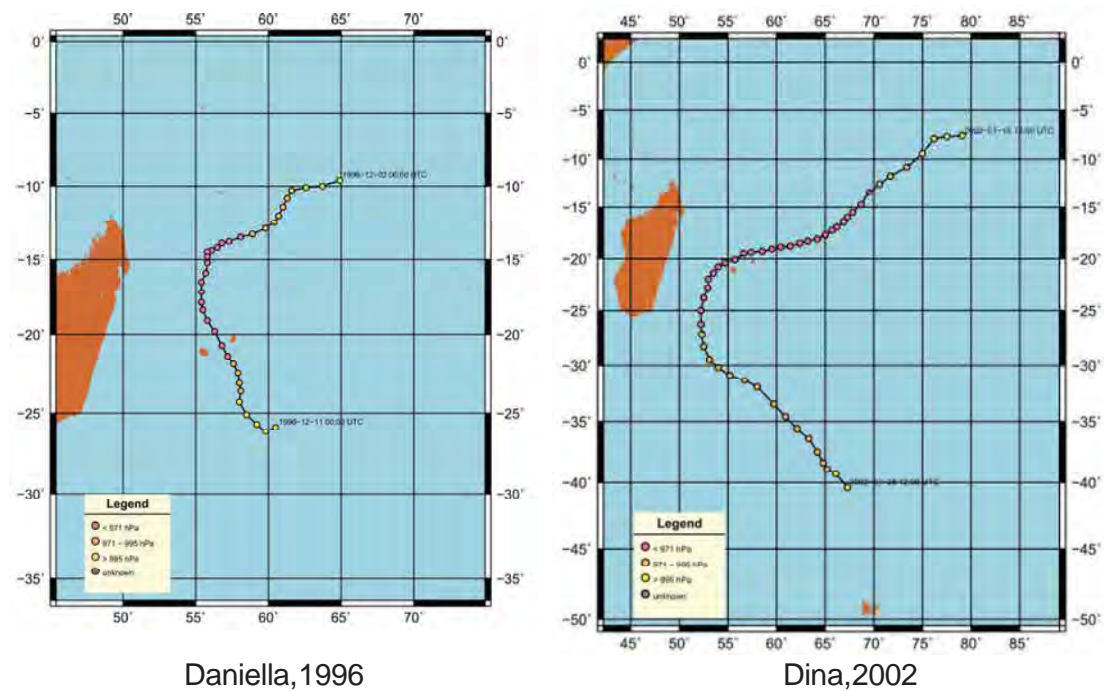 50° 55° 60° 65° 70°
0° 0°
−5° −5°
1996-12-02 00:00 UTC
−10° −10°
−15° −15°
−20° −20°
−25° −25°
1996-12-11 00:00 UTC
−30° −30°
Legend
< 971 hPa
971 − 995 hPa
> 995 hPa
unknown
−35° −35°
50° 55° 60° 65° 70°
Daniella,1996
45° 50° 55° 60° 65° 70° 75° 80° 85°
0° 0°
−5° −5°
−10° −10°
−15° −15°
−20° −20°
−25° −25°
−30° −30°
−35° −35°
−40° −40°
Legend
< 971 hPa
971 − 995 hPa
> 995 hPa
unknown
−45° −45°
−50° −50°
45° 50° 55° 60° 65° 70° 75° 80° 85°
Dina,2002